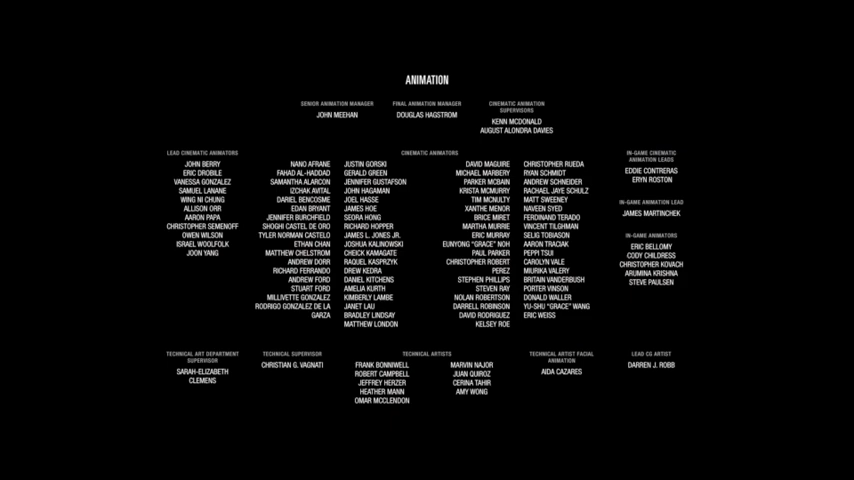 ANIMATION
SENIOR ANIMATION MANAGER
JOHN MEEHAN
FINAL ANIMATION MANAGER
DOUGLAS HAGSTROM
CINEMATIC ANIMATION
SUPERVISORS
KENN MCDONALD
AUGUST ALONDRA DAVIES
LEAD CINEMATIC ANIMATORS
JOHN BERRY
ERIC DROBILE
VANESSA GONZALEZ
SAMUEL LANANE
WING NI CHUNG
ALLISON ORR
AARON PAPA
CHRISTOPHER SEMENOFF
OWEN WILSON
ISRAEL WOOLFOLK
JOON YANG
CINEMATIC ANIMATORS
NANO AFRANE
FAHAD AL-HADDAD
SAMANTHA ALARCON
IZCHAK AVITAL
DARIEL BENCOSME
EDAN BRYANT
JENNIFER BURCHFIELD
SHOGHI CASTEL DE ORO
TYLER NORMAN CASTELO
ETHAN CHAN
MATTHEW CHELSTROM
ANDREW DORR
RICHARD FERRANDO
ANDREW FORD
STUART FORD
MILLIVETTE GONZALEZ
RODRIGO GONZALEZ DE LA
GARZA
JUSTIN GORSKI
GERALD GREEN
JENNIFER GUSTAFSON
JOHN HAGAMAN
JOEL HASSE
JAMES HOE
SEORA HONG
RICHARD HOPPER
JAMES L. JONES JR.
JOSHUA KALINOWSKI
CHEICK KAMAGATE
RAQUEL KASPRZYK
DREW KEDRA
DANIEL KITCHENS
AMELIA KURTH
KIMBERLY LAMBE
JANET LAU
BRADLEY LINDSAY
MATTHEW LONDON
DAVID MAGUIRE
MICHAEL MARBERY
PARKER MCBAIN
KRISTA MCMURRY
TIM MCNULTY
XANTHE MENOR
BRICE MIRET
MARTHA MURRIE
ERIC MURRAY
EUNYONG "GRACE" NOH
PAUL PARKER
CHRISTOPHER ROBERT
PEREZ
STEPHEN PHILLIPS
STEVEN RAY
NOLAN ROBERTSON
DARRELL ROBINSON
DAVID RODRIGUEZ
KELSEY ROE
CHRISTOPHER RUEDA
RYAN SCHMIDT
ANDREW SCHNEIDER
RACHAEL JAYE SCHULZ
MATT SWEENEY
NAVEEN SYED
FERDINAND TERADO
VINCENT TILGHMAN
SELIG TOBIASON
AARON TRACIAK
PEPPI TSUI
CAROLYN VALE
MIURIKA VALERY
BRITAIN VANDERBUSH
PORTER VINSON
DONALD WALLER
YU-SHU "GRACE" WANG
ERIC WEISS
IN-GAME CINEMATIC
ANIMATION LEADS
EDDIE CONTRERAS
ERYN ROSTON
IN-GAME ANIMATION LEAD
JAMES MARTINCHEK
IN-GAME ANIMATORS
ERIC BELLOMY
CODY CHILDRESS
CHRISTOPHER KOVACH
ARUMINA KRISHNA
STEVE PAULSEN
TECHNICAL ART DEPARTMENT
SUPERVISOR
SARAH-ELIZABETH
CLEMENS
TECHNICAL SUPERVISOR
CHRISTIAN G. VAGNATI
TECHNICAL ARTISTS
FRANK BONNIWELL
ROBERT CAMPBELL
JEFFREY HERZER
HEATHER MANN
OMAR MCCLENDON
MARVIN NAJOR
JUAN QUIROZ
CERINA TAHIR
AMY WONG
TECHNICAL ARTIST FACIAL
ANIMATION
AIDA CAZARES
LEAD CG ARTIST
DARREN J. ROBB